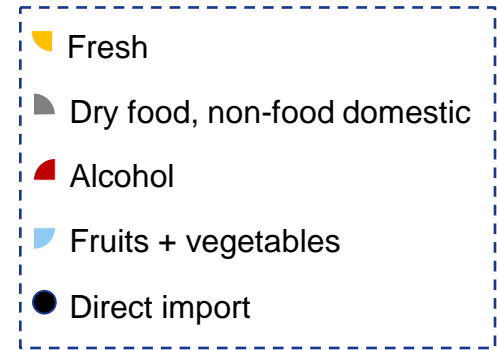 Fresh
Dry food, non-food domestic
Alcohol
Fruits + vegetables
Direct import